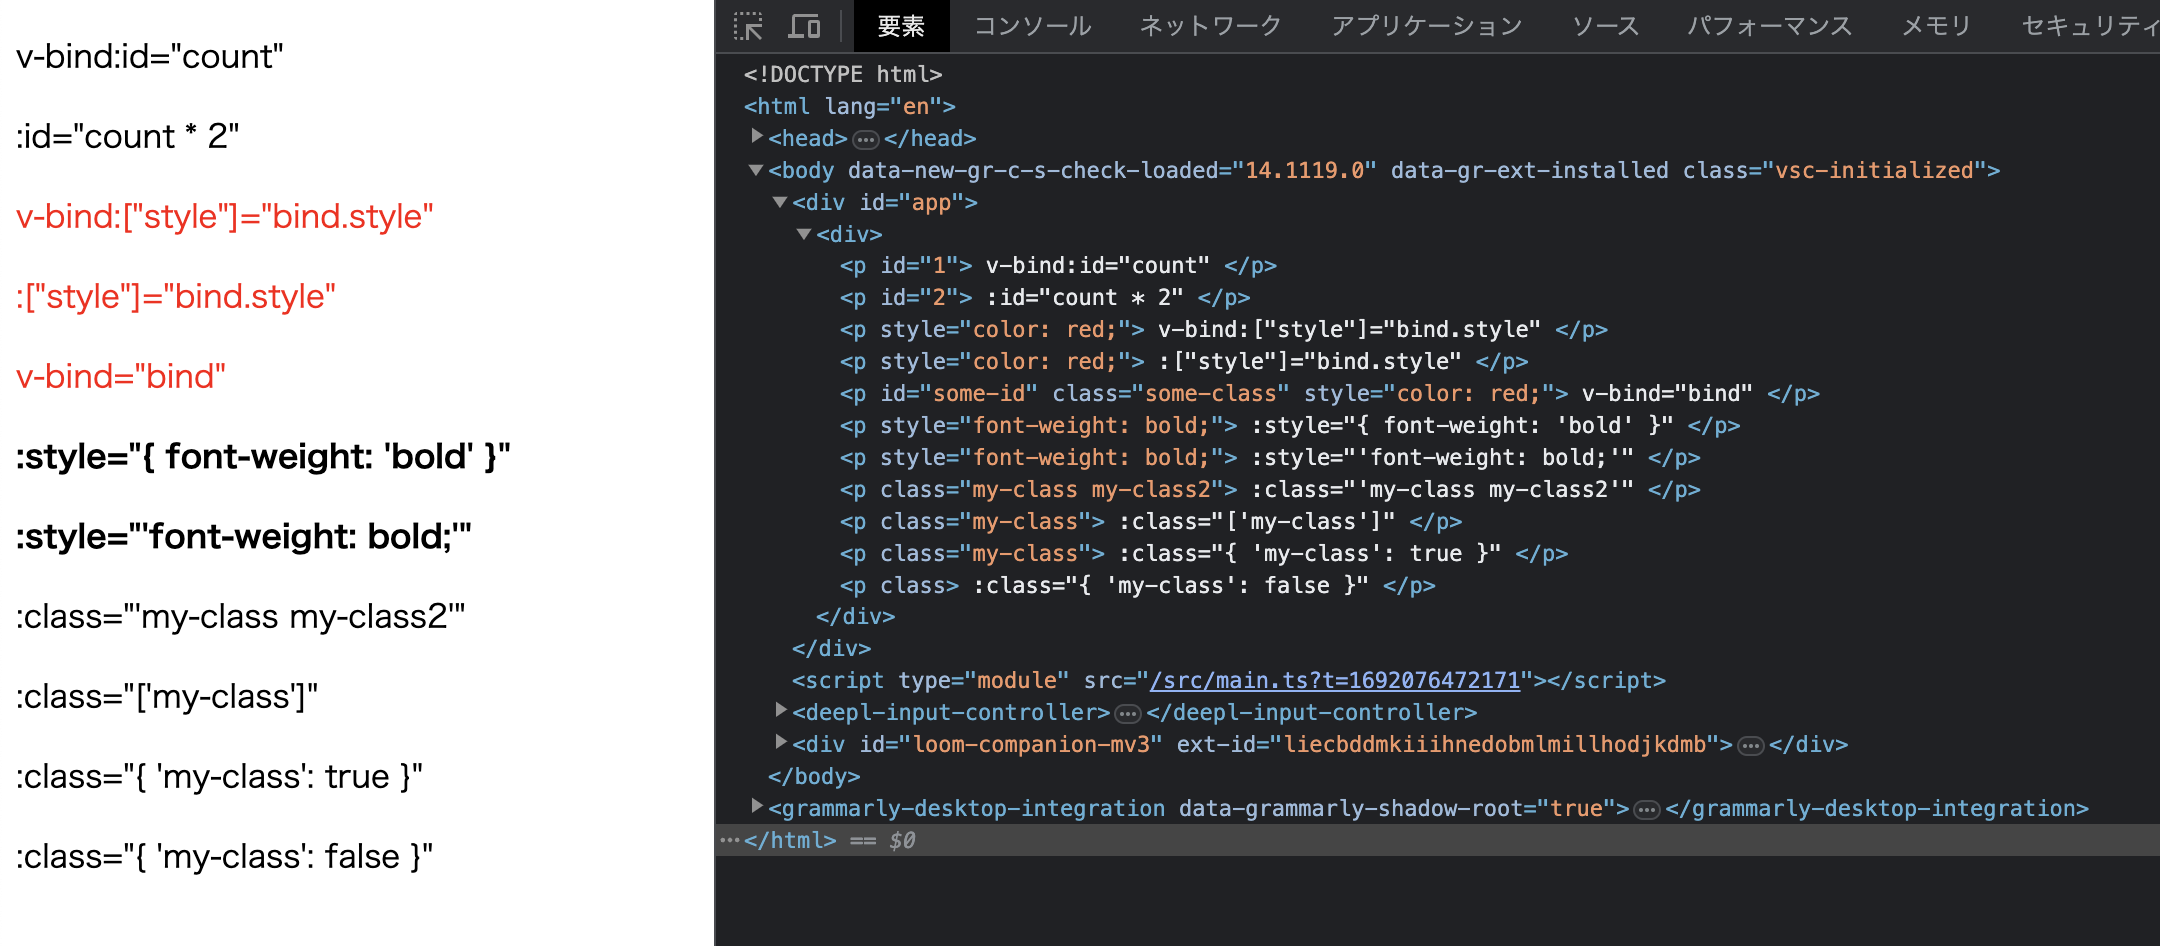 v-bind:id="count"
:id="count * 2"
v-bind:["style"]="bind.style"
:["style"]="bind.style"
v-bind="bind"
:style="{ font-weight: 'bold' }"
:style="'font-weight: bold;'"
:class="'my-class my-class2'"
:class="['my-class']"
:class="{ 'my-class': true }"
:class="{ 'my-class': false }"
要素 コンソール ネットワーク アプリケーション ソース パフォーマンス メモリ セキュリティ
<!DOCTYPE html>
<html lang="en">
<head>…</head>
<body data-new-gr-c-s-check-loaded="14.1119.0" data-gr-ext-installed class="vsc-initialized">
<div id="app">
<div>
<p id="1"> v-bind:id="count" </p>
<p id="2"> :id="count * 2" </p>
<p style="color: red;"> v-bind:["style"]="bind.style" </p>
<p style="color: red;"> :["style"]="bind.style" </p>
<p id="some-id" class="some-class" style="color: red;"> v-bind="bind" </p>
<p style="font-weight: bold;"> :style="{ font-weight: 'bold' }" </p>
<p style="font-weight: bold;"> :style="'font-weight: bold;'" </p>
<p class="my-class my-class2"> :class="'my-class my-class2'" </p>
<p class="my-class"> :class="['my-class']" </p>
<p class="my-class"> :class="{ 'my-class': true }" </p>
<p class> :class="{ 'my-class': false }" </p>
</div>
</div>
<script type="module" src="/src/main.ts?t=1692076472171"></script>
<deepl-input-controller>…</deepl-input-controller>
<div id="loom-companion-mv3" ext-id="liecbddmkiiihnedobmlmillhodjkdmb">…</div>
</body>
<grammarly-desktop-integration data-grammarly-shadow-root="true">…</grammarly-desktop-integration>
…</html> == $0